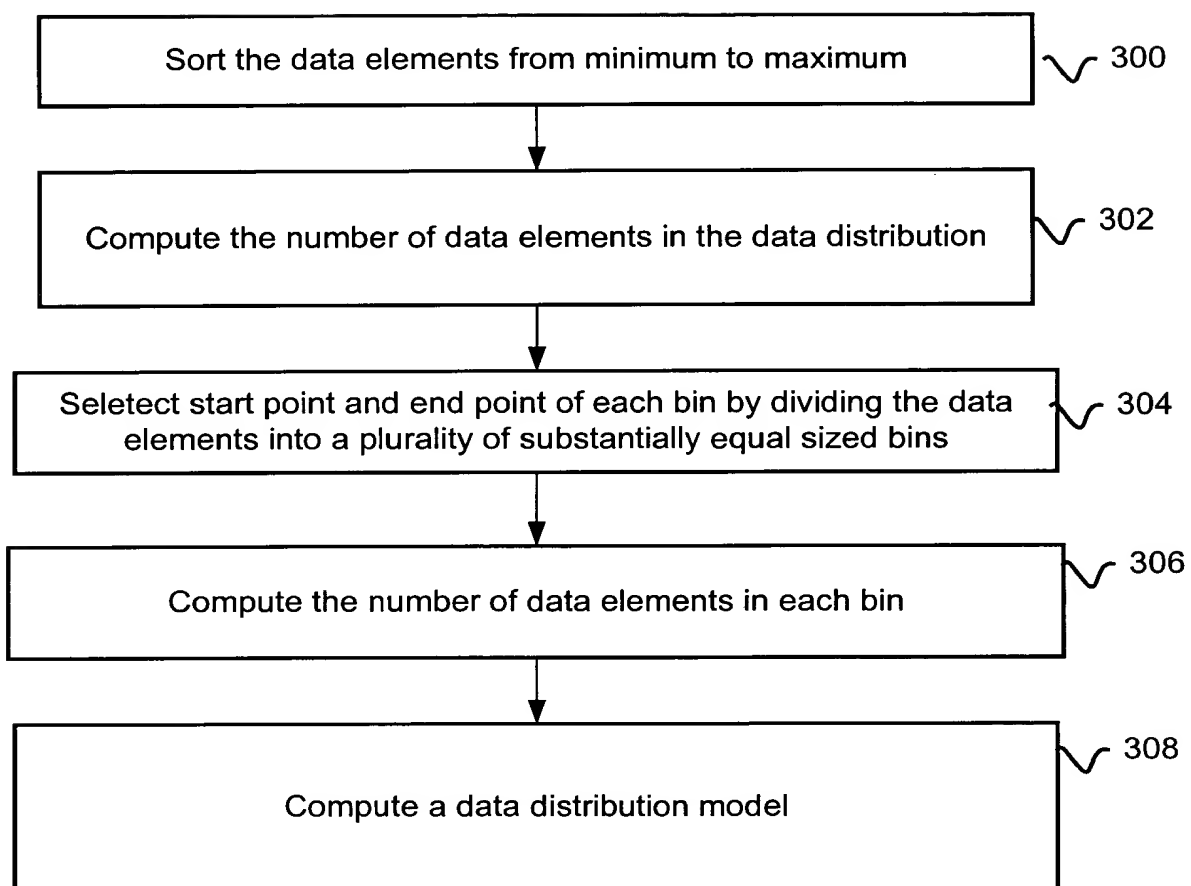 Sort the data elements from minimum to maximum
300
Compute the number of data elements in the data distribution
302
Seletect start point and end point of each bin by dividing the data
elements into a plurality of substantially equal sized bins
304
Compute the number of data elements in each bin
306
Compute a data distribution model
308